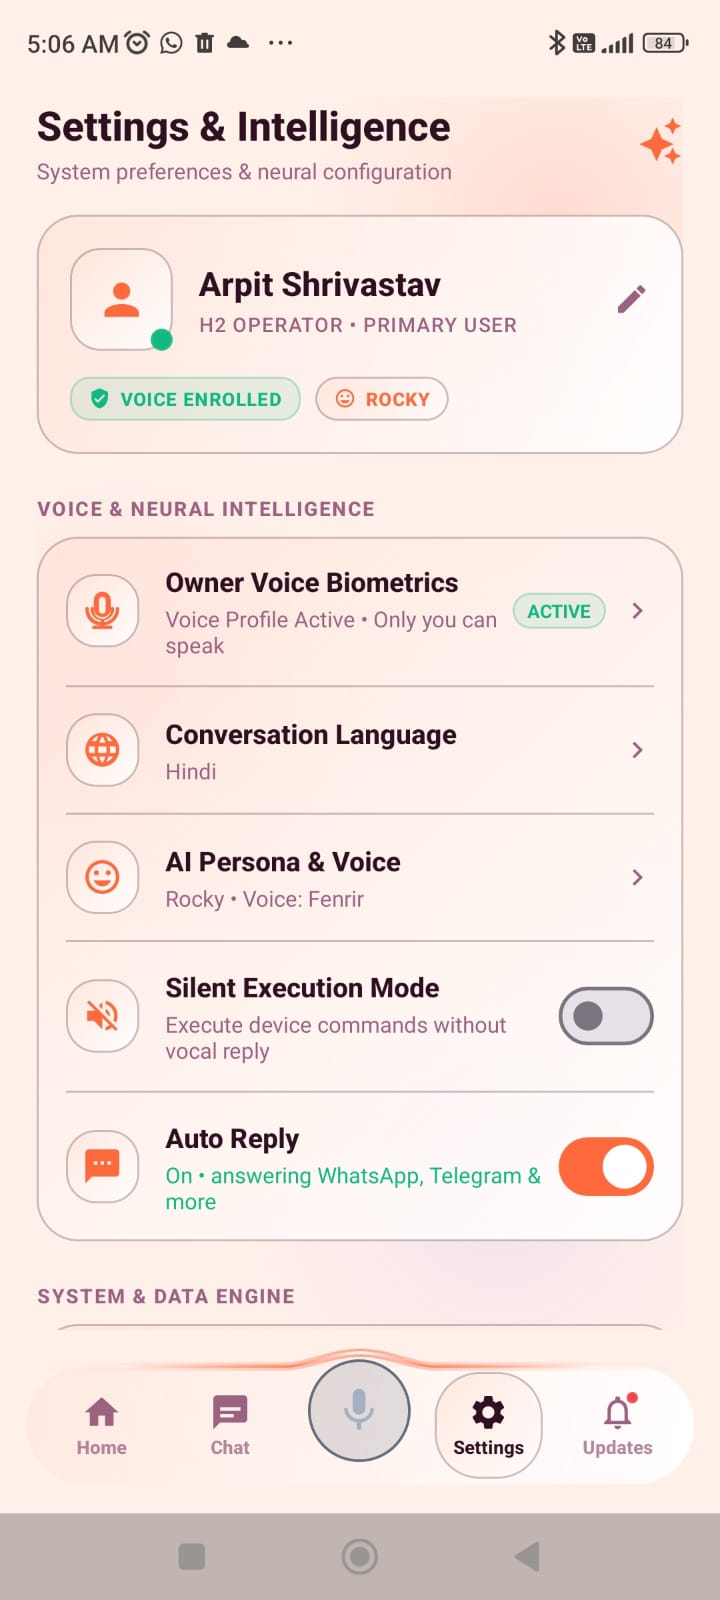 5:06 AM
Vo LTE
84
Settings & Intelligence
System preferences & neural configuration
Arpit Shrivastav
H2 OPERATOR • PRIMARY USER
VOICE ENROLLED
ROCKY
VOICE & NEURAL INTELLIGENCE
Owner Voice Biometrics
Voice Profile Active • Only you can
speak
ACTIVE
Conversation Language
Hindi
AI Persona & Voice
Rocky • Voice: Fenrir
Silent Execution Mode
Execute device commands without
vocal reply
Auto Reply
On • answering WhatsApp, Telegram &
more
SYSTEM & DATA ENGINE
Home
Chat
Settings
Updates